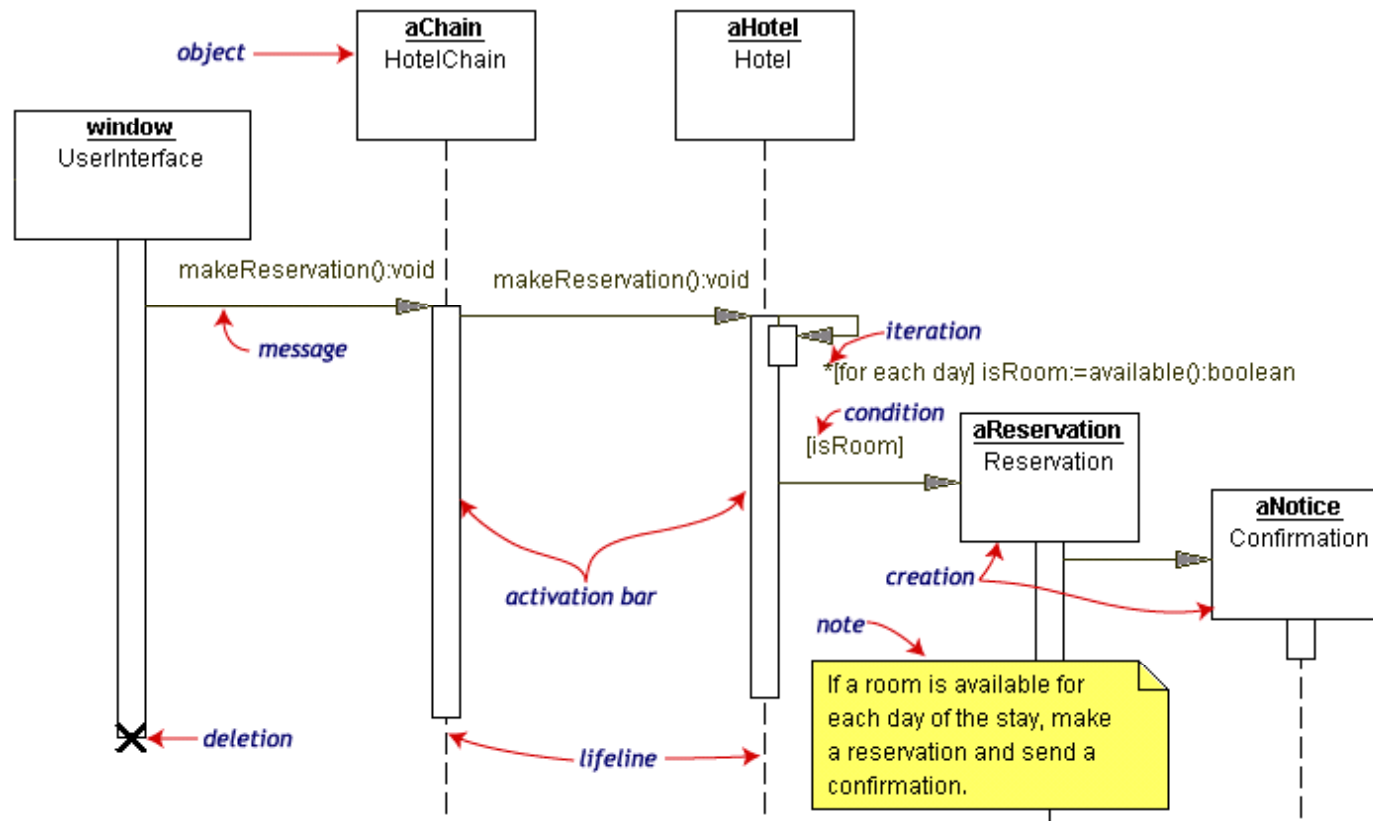 aChain
HotelChain
aHotel
Hotel
object
window
UserInterface
makeReservation():void
makeReservation():void
message
iteration
*[for each day] isRoom:=available():boolean
condition
[isRoom]
aReservation
Reservation
aNotice
Confirmation
activation bar
creation
note
If a room is available for
each day of the stay, make
a reservation and send a
confirmation.
deletion
lifeline